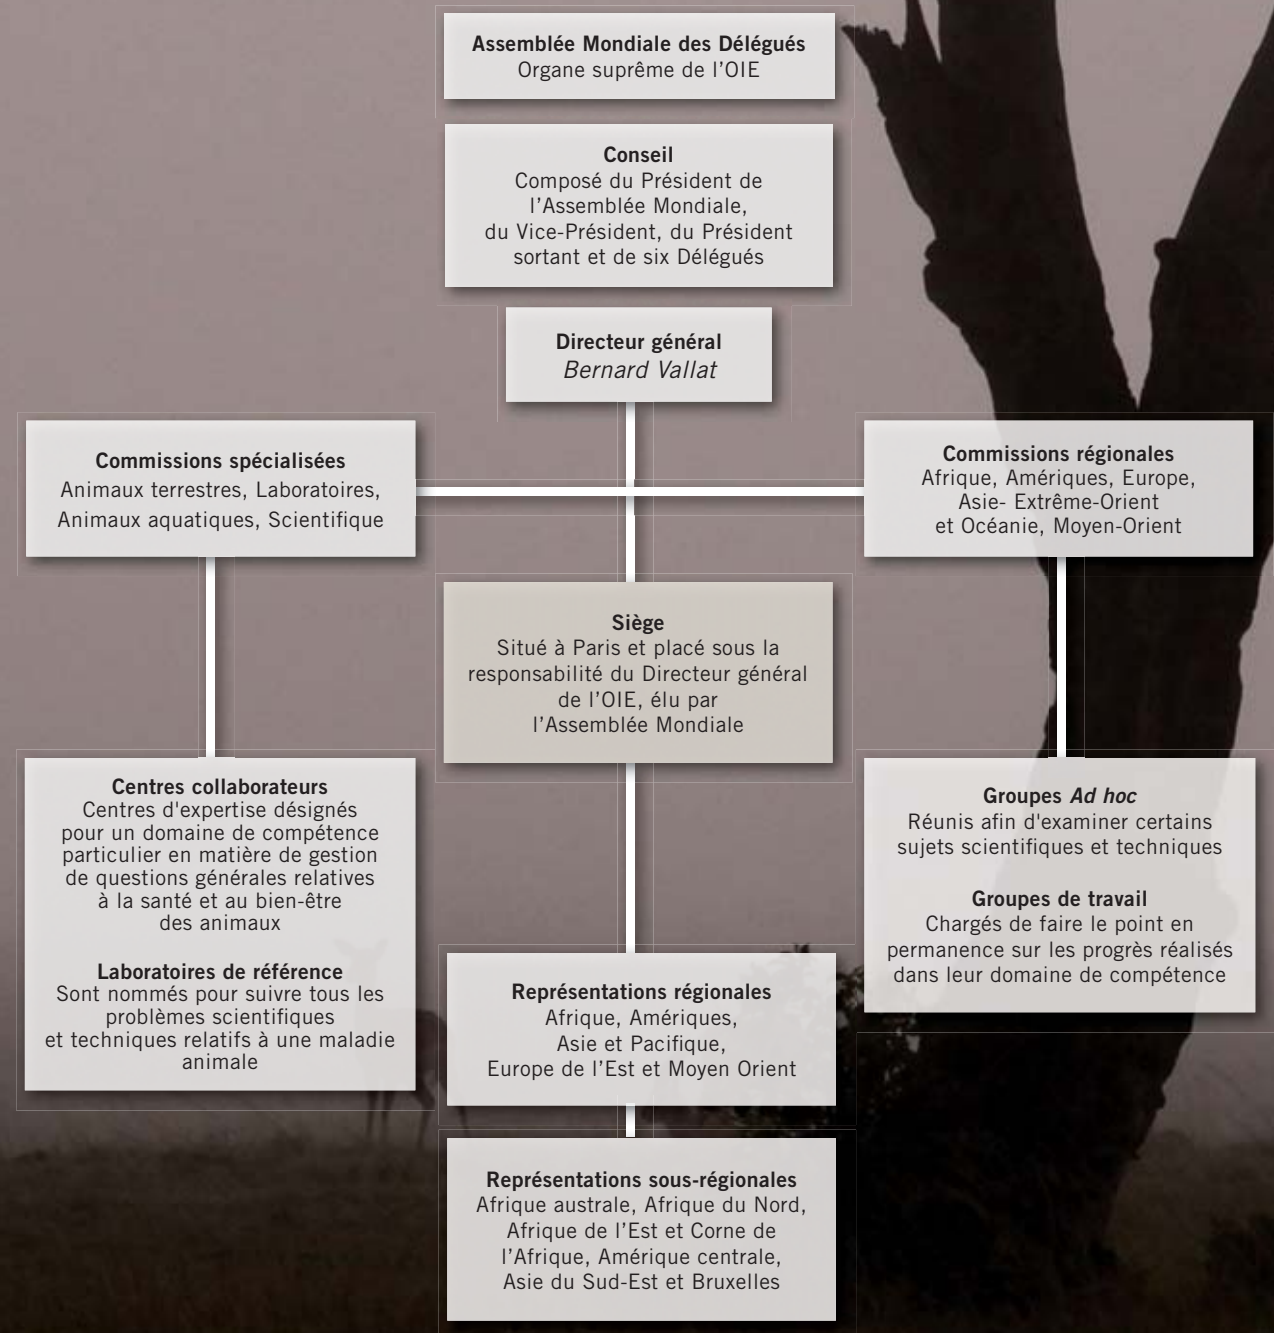 Assemblée Mondiale des Délégués
Organe suprême de l'OIE
Conseil
Composé du Président de
l'Assemblée Mondiale,
du Vice-Président, du Président
sortant et de six Délégués
Directeur général
Bernard Vallat
Commissions spécialisées
Animaux terrestres, Laboratoires,
Animaux aquatiques, Scientifique
Commissions régionales
Afrique, Amériques, Europe,
Asie- Extrême-Orient
et Océanie, Moyen-Orient
Siège
Situé à Paris et placé sous la
responsabilité du Directeur général
de l'OIE, élu par
l'Assemblée Mondiale
Centres collaborateurs
Centres d'expertise désignés
pour un domaine de compétence
particulier en matière de gestion
de questions générales relatives
à la santé et au bien-être
des animaux
Laboratoires de référence
Sont nommés pour suivre tous les
problèmes scientifiques
et techniques relatifs à une maladie
animale
Groupes Ad hoc
Réunis afin d'examiner certains
sujets scientifiques et techniques
Groupes de travail
Chargés de faire le point en
permanence sur les progrès réalisés
dans leur domaine de compétence
Représentations régionales
Afrique, Amériques,
Asie et Pacifique,
Europe de l'Est et Moyen Orient
Représentations sous-régionales
Afrique australe, Afrique du Nord,
Afrique de l'Est et Corne de
l'Afrique, Amérique centrale,
Asie du Sud-Est et Bruxelles